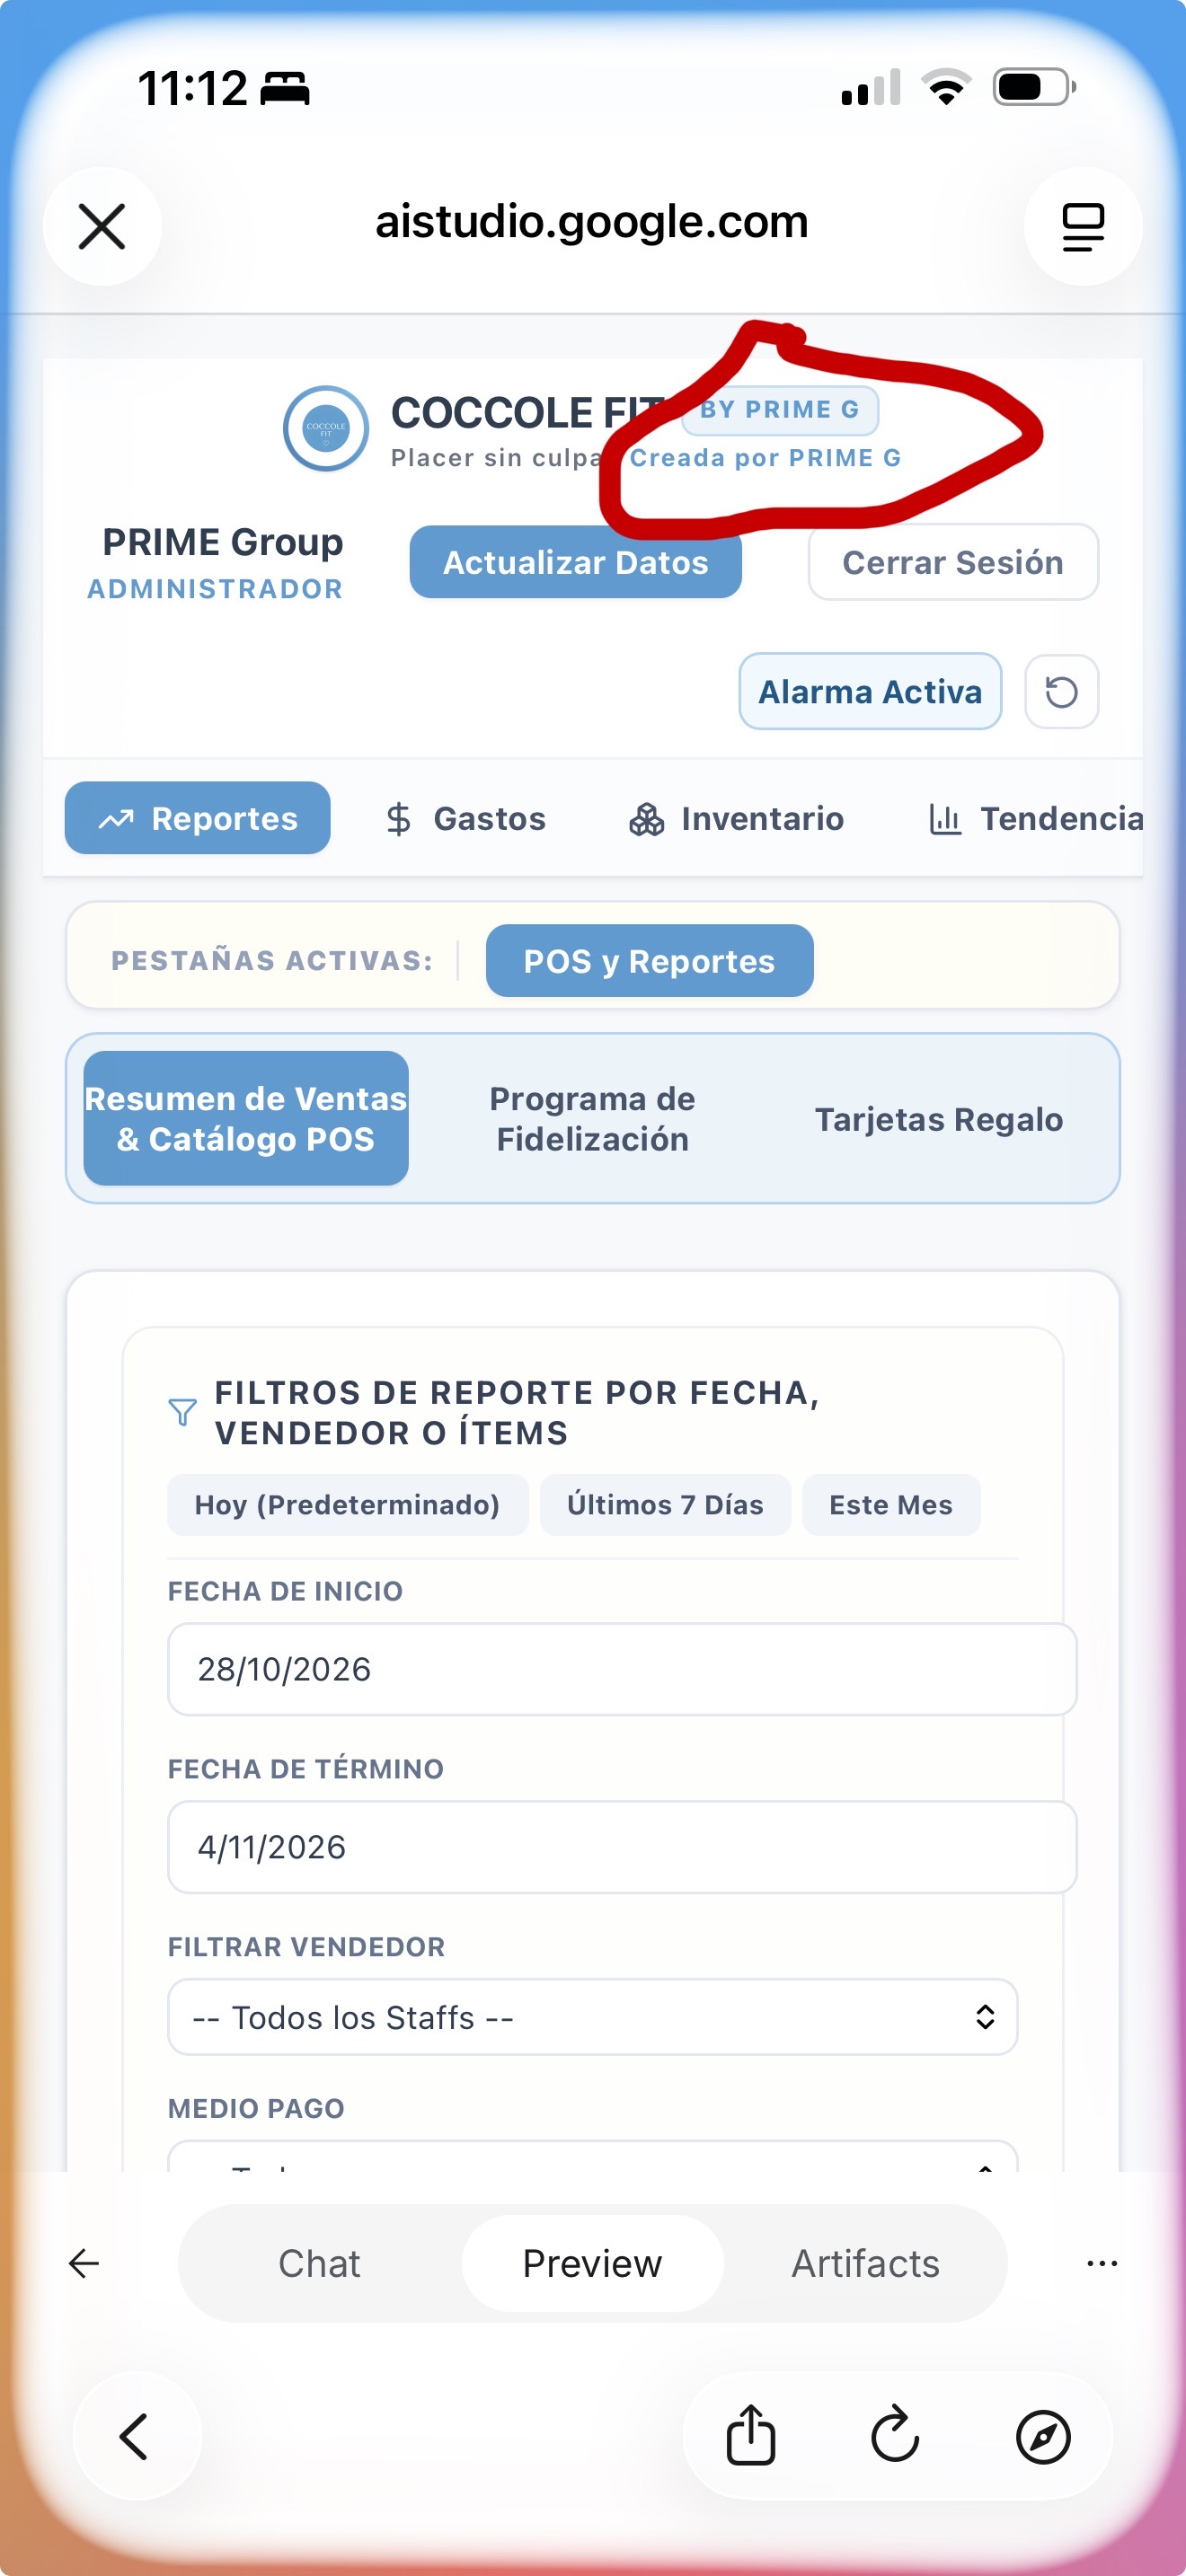 11:12
aistudio.google.com
COCCOLE FIT BY PRIME G
COCCOLE
FIT
Placer sin culpa Creada por PRIME G
PRIME Group
ADMINISTRADOR
Actualizar Datos
Cerrar Sesión
Alarma Activa
Reportes
Gastos
Inventario
Tendencia
PESTAÑAS ACTIVAS:
POS y Reportes
Resumen de Ventas
& Catálogo POS
Programa de
Fidelización
Tarjetas Regalo
FILTROS DE REPORTE POR FECHA,
VENDEDOR O ÍTEMS
Hoy (Predeterminado)
Últimos 7 Días
Este Mes
FECHA DE INICIO
28/10/2026
FECHA DE TÉRMINO
4/11/2026
FILTRAR VENDEDOR
-- Todos los Staffs --
MEDIO PAGO
Chat
Preview
Artifacts